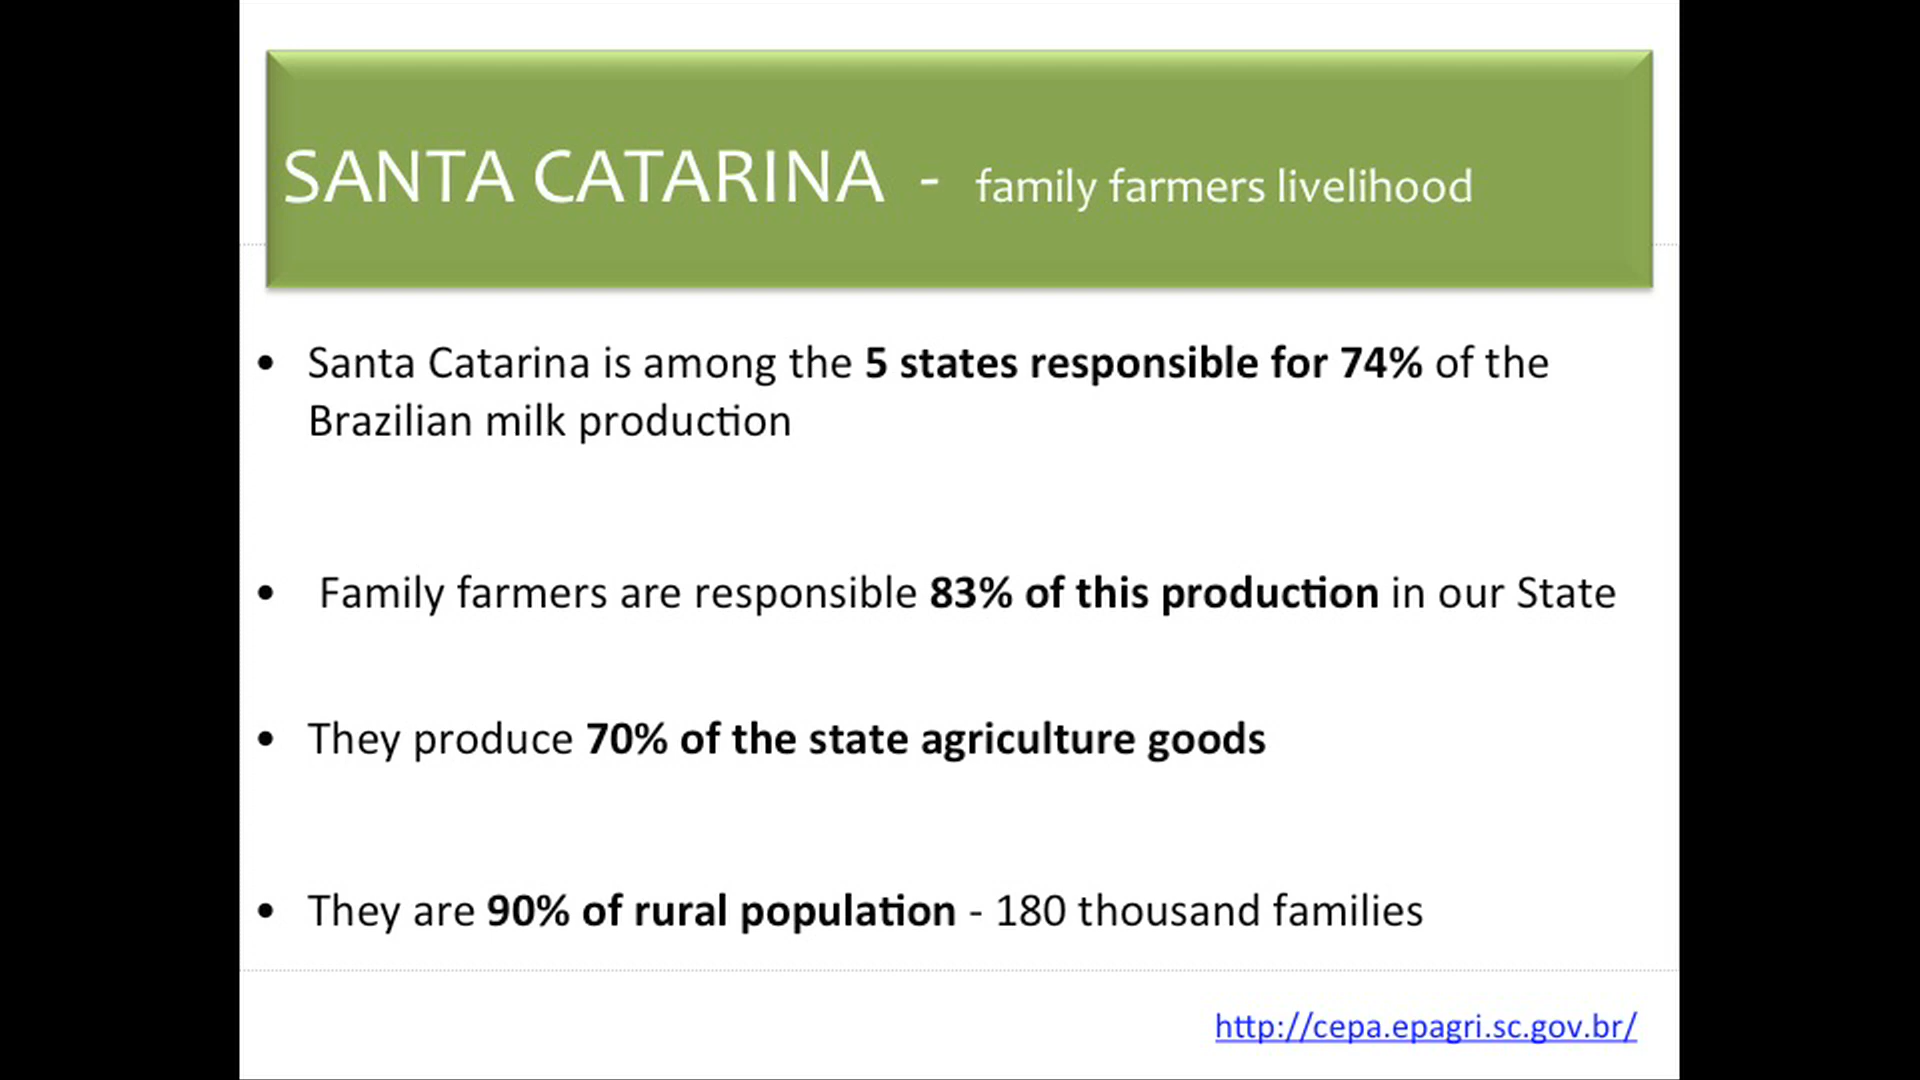 SANTA CATARINA - family farmers livelihood
• Santa Catarina is among the 5 states responsible for 74% of the
Brazilian milk production
• Family farmers are responsible 83% of this production in our State
• They produce 70% of the state agriculture goods
• They are 90% of rural population - 180 thousand families
http://cepa.epagri.sc.gov.br/